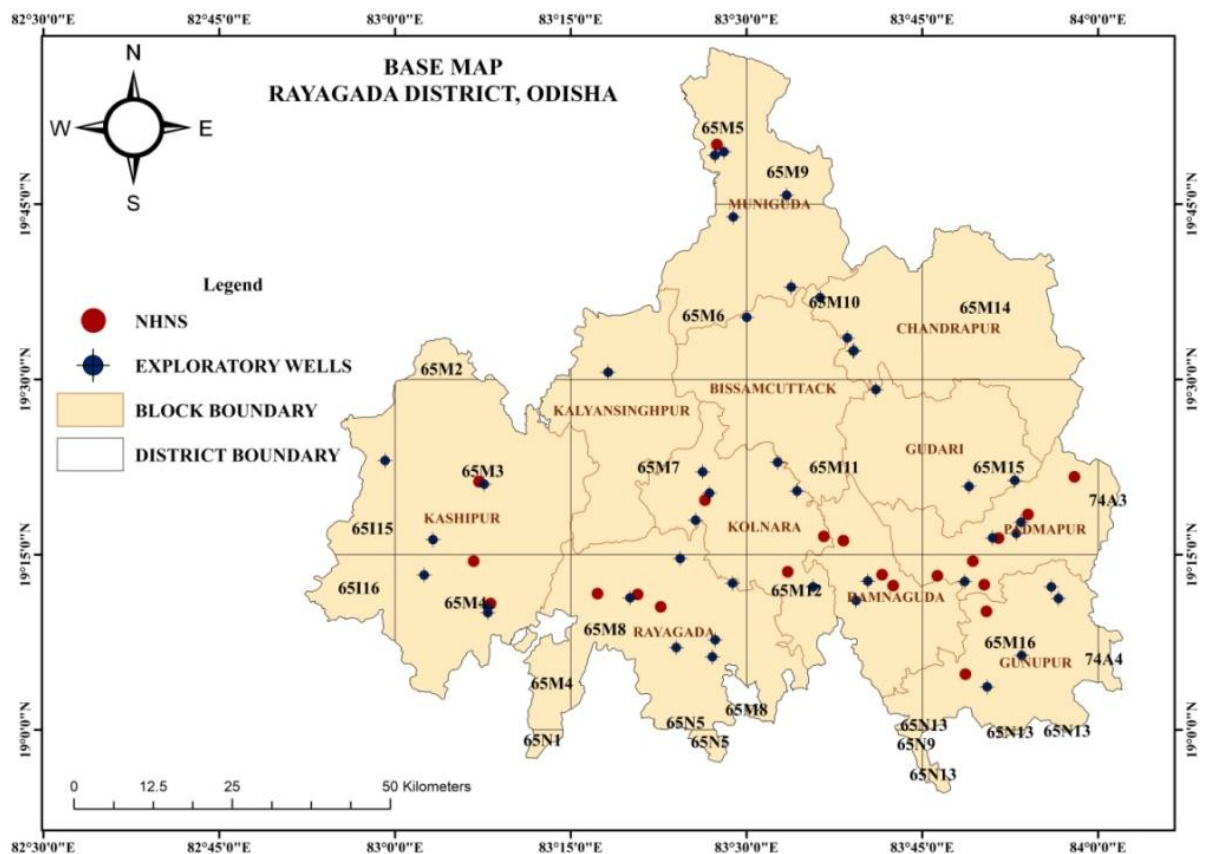 82°30'0"E 82°45'0"E 83°0'0"E 83°15'0"E 83°30'0"E 83°45'0"E 84°0'0"E
N
W E
S
BASE MAP
RAYAGADA DISTRICT, ODISHA
65M5
65M9
MUNIGUDA
19°45'0"N 19°45'0"N
Legend
NHNS
EXPLORATORY WELLS
BLOCK BOUNDARY
DISTRICT BOUNDARY
65M6
65M10
65M14
CHANDRAPUR
65M2
19°30'0"N 19°30'0"N
BISSAMCUTTACK
KALYANSINGHPUR
GUDARI
65M3
65M7
65M11
65M15
74A3
KASHIPUR
65I15
KOLNARA
PADMAPUR
19°15'0"N 19°15'0"N
65I16
65M4
65M12
RAMNAGUDA
65M8
RAYAGADA
65M16
GUNUPUR
74A4
65M4
65M8
65N5
65N13
65N13
65N13
19°0'0"N 19°0'0"N
65N1
65N5
65N9
65N13
0 12.5 25 50 Kilometers
82°30'0"E 82°45'0"E 83°0'0"E 83°15'0"E 83°30'0"E 83°45'0"E 84°0'0"E